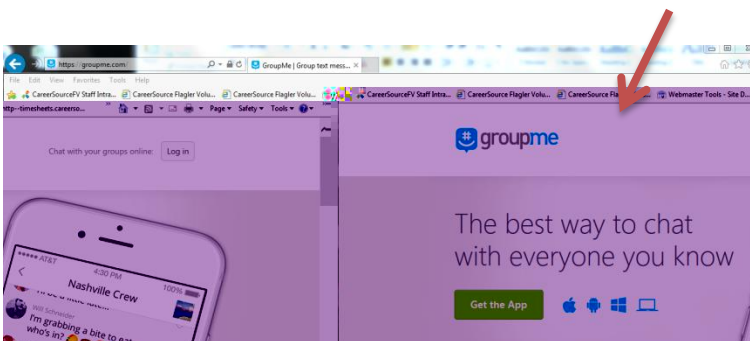 https groupme.com
GroupMe | Group text mess...
File Edit View Favorites Tools Help
CareerSourceFV Staff Intra... CareerSource Flagler Volu... CareerSource Flagler Volu...
CareerSourceFV Staff Intra... CareerSource Flagler Volu... CareerSource Webmaster Tools - Site D...
Page Safety Tools
Chat with your groups online: Log in
groupme
The best way to chat
with everyone you know
Get the App
AT&T 4:30 PM 100%
Nashville Crew
Will Schneider
I'm grabbing a bite to eat
who's in?